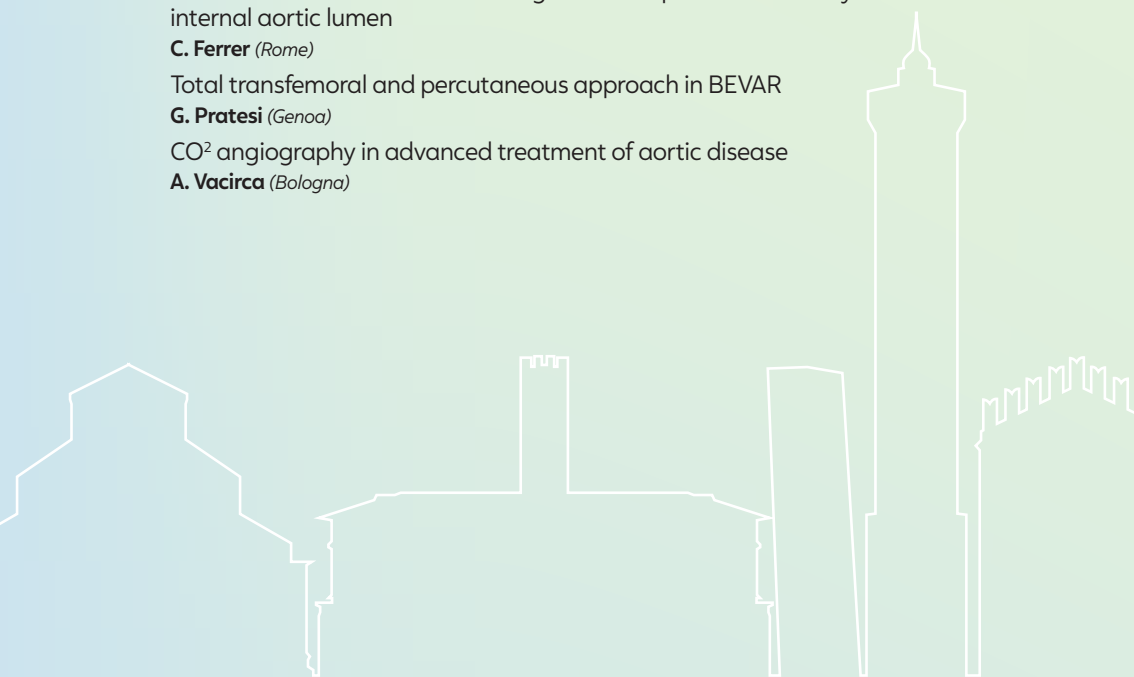 internal aortic lumen
C. Ferrer (Rome)
Total transfemoral and percutaneous approach in BEVAR
G. Pratesi (Genoa)
CO² angiography in advanced treatment of aortic disease
A. Vacirca (Bologna)